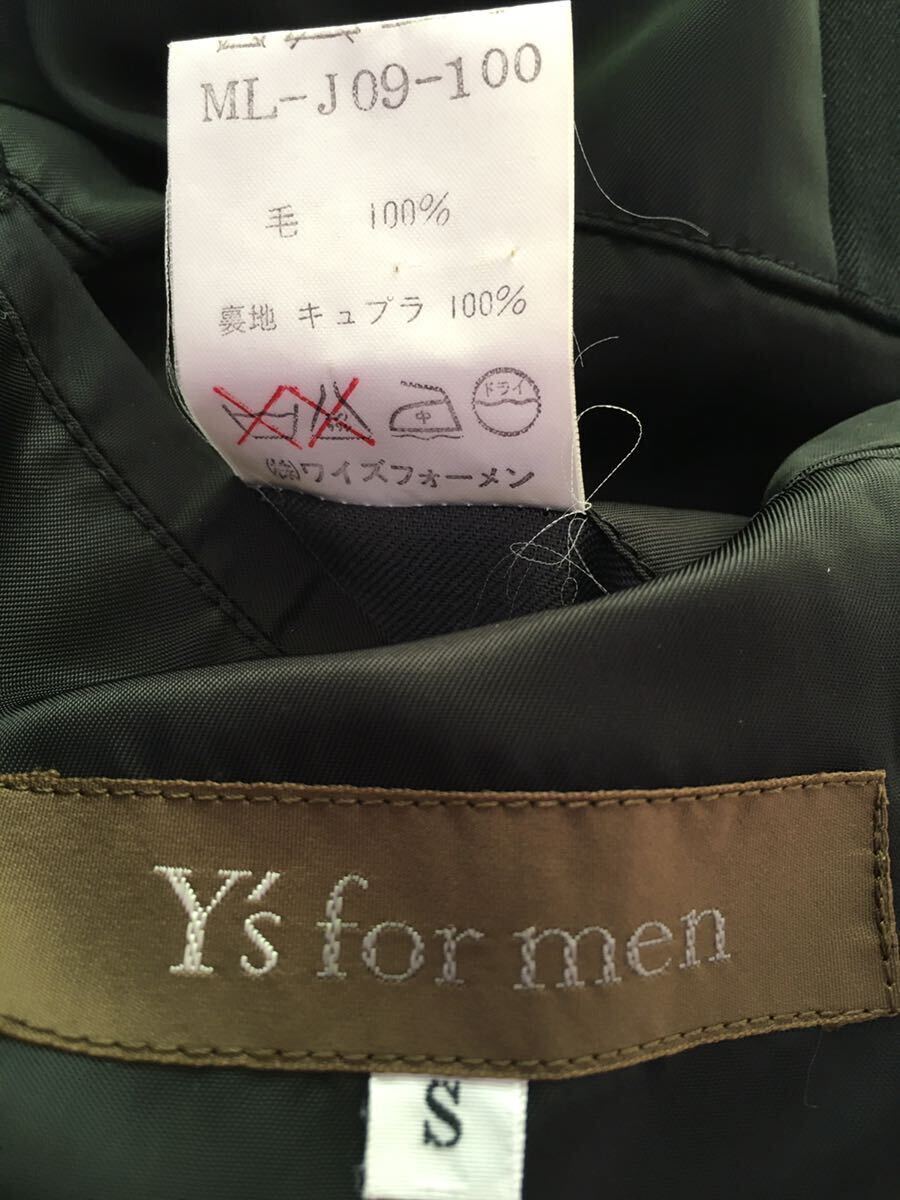 ML-J09-100
毛 100%
裏地 キュプラ 100%
中 ドライ
㈱ワイズフォーメン
Y's for men
S